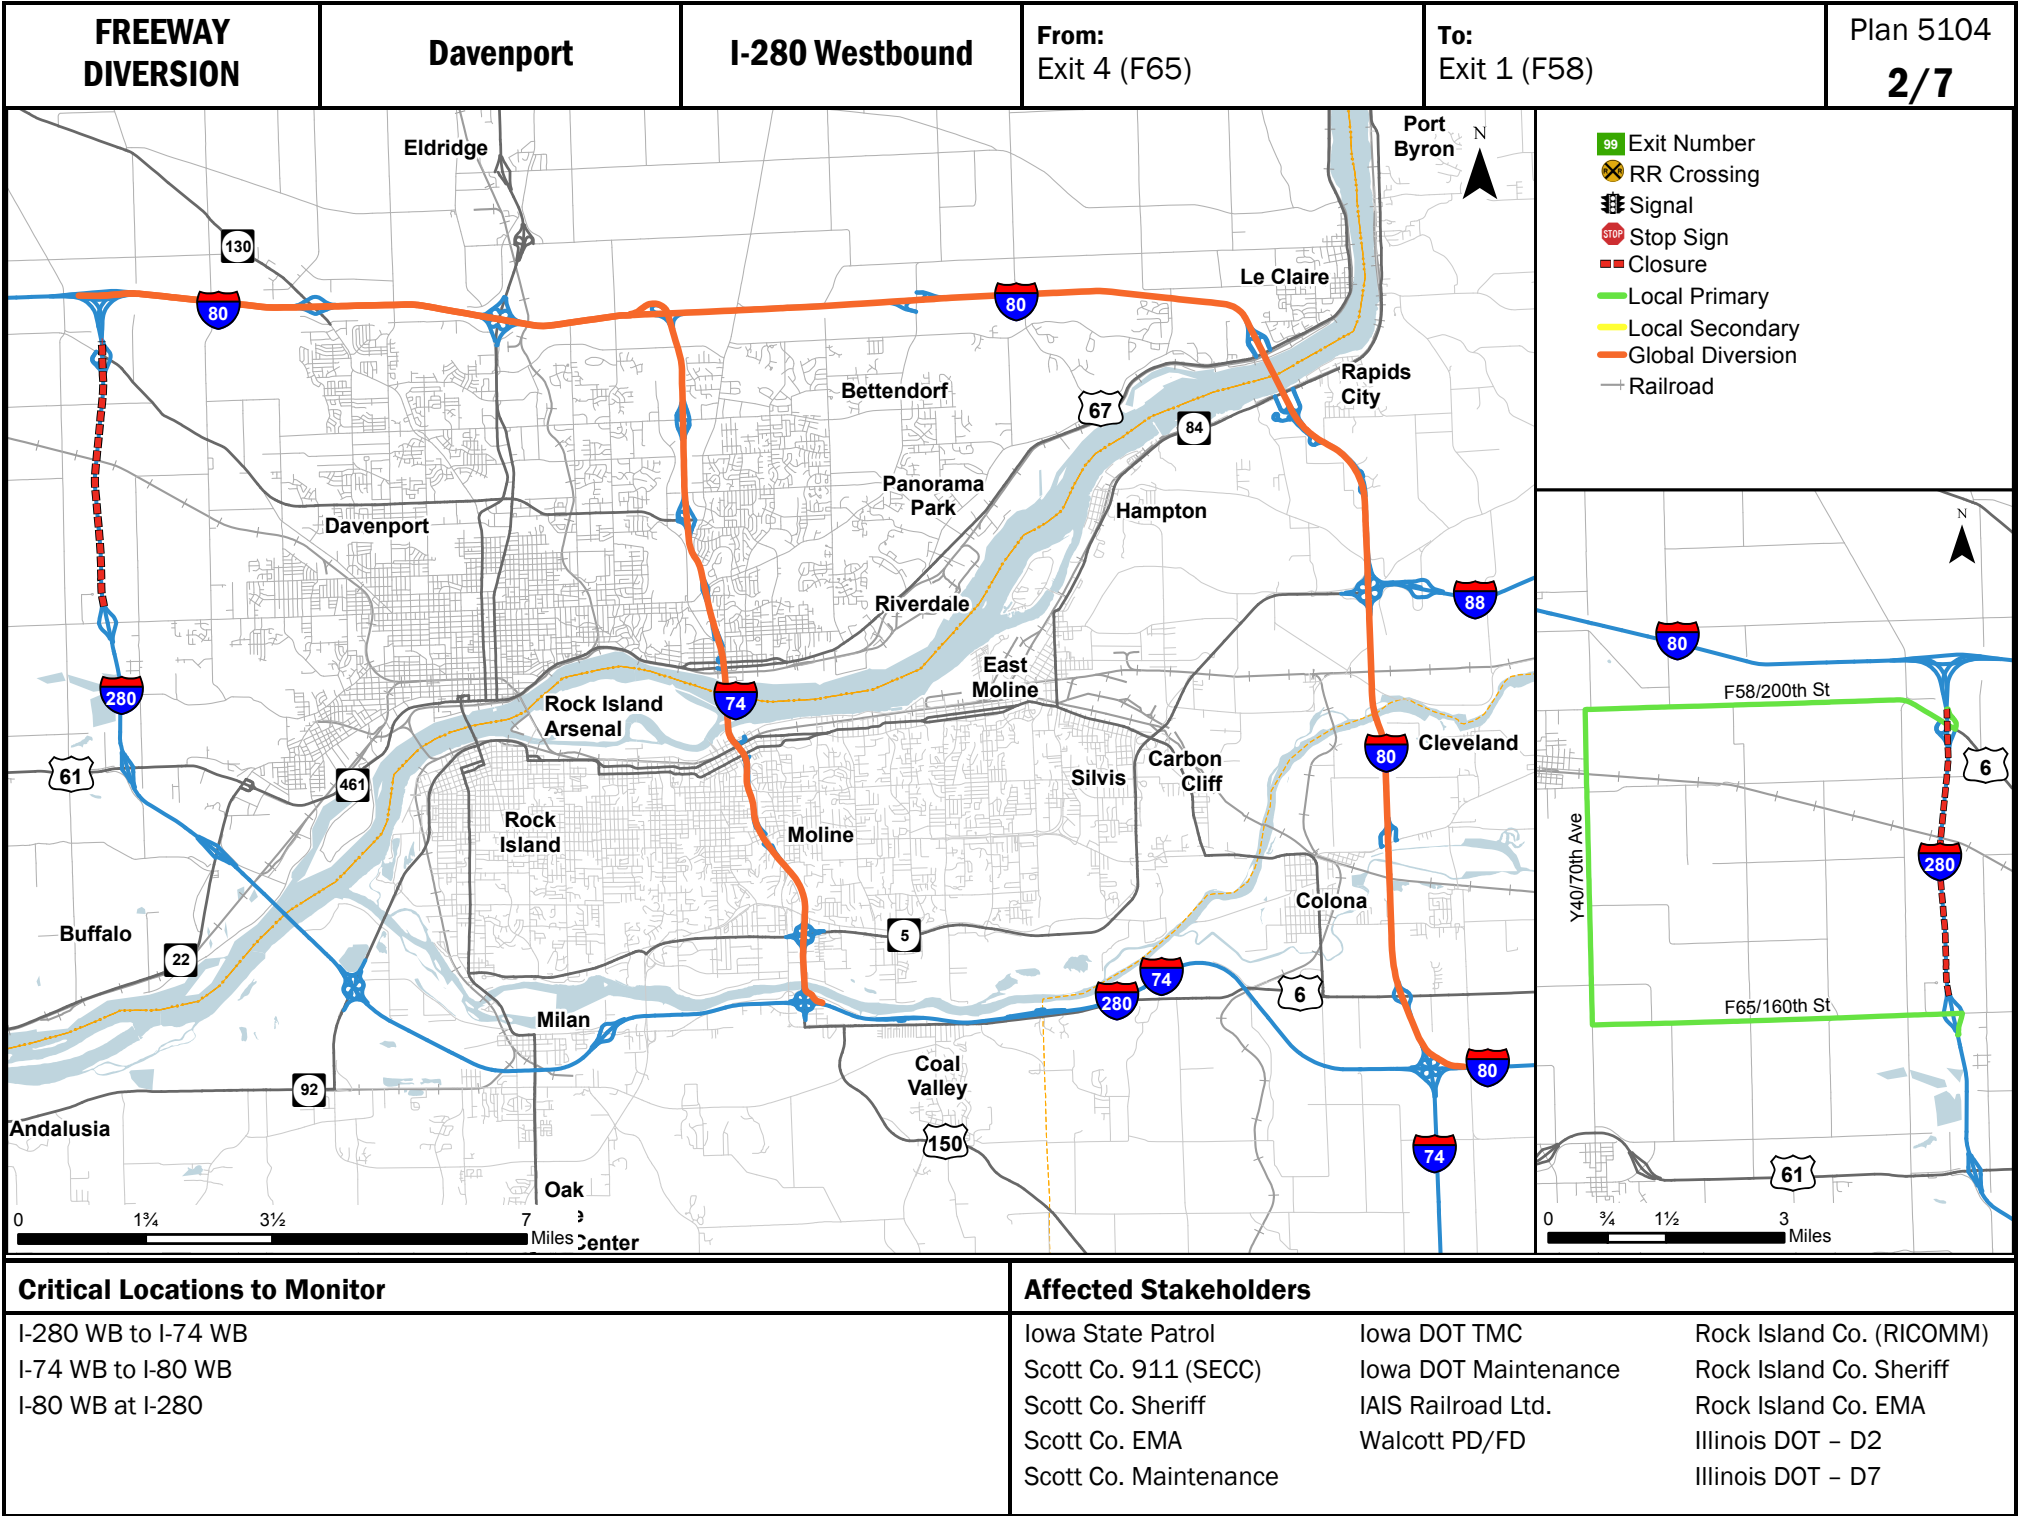 FREEWAY
DIVERSION
Davenport
I-280 Westbound
From:
Exit 4 (F65)
To:
Exit 1 (F58)
Plan 5104
2/7
Eldridge
Port
Byron
N
130
Le Claire
80
80
Rapids
City
Bettendorf
67
84
Panorama
Park
Hampton
Davenport
Riverdale
88
East
Moline
280
74
Rock Island
Arsenal
Cleveland
80
Carbon
Cliff
Silvis
61
461
Rock
Island
Moline
Colona
Buffalo
5
22
74
280
6
Milan
Coal
Valley
80
92
Andalusia
150
74
Oak
e
Center
0
1¾
3½
7
Miles
99
Exit Number
RR Crossing
Signal
STOP
Stop Sign
Closure
Local Primary
Local Secondary
Global Diversion
Railroad
N
80
F58/200th St
6
Y40/70th Ave
280
F65/160th St
61
0
¾
1½
3
Miles
Critical Locations to Monitor
I-280 WB to I-74 WB
I-74 WB to I-80 WB
I-80 WB at I-280
Affected Stakeholders
Iowa State Patrol
Scott Co. 911 (SECC)
Scott Co. Sheriff
Scott Co. EMA
Scott Co. Maintenance
Iowa DOT TMC
Iowa DOT Maintenance
IAIS Railroad Ltd.
Walcott PD/FD
Rock Island Co. (RICOMM)
Rock Island Co. Sheriff
Rock Island Co. EMA
Illinois DOT – D2
Illinois DOT – D7